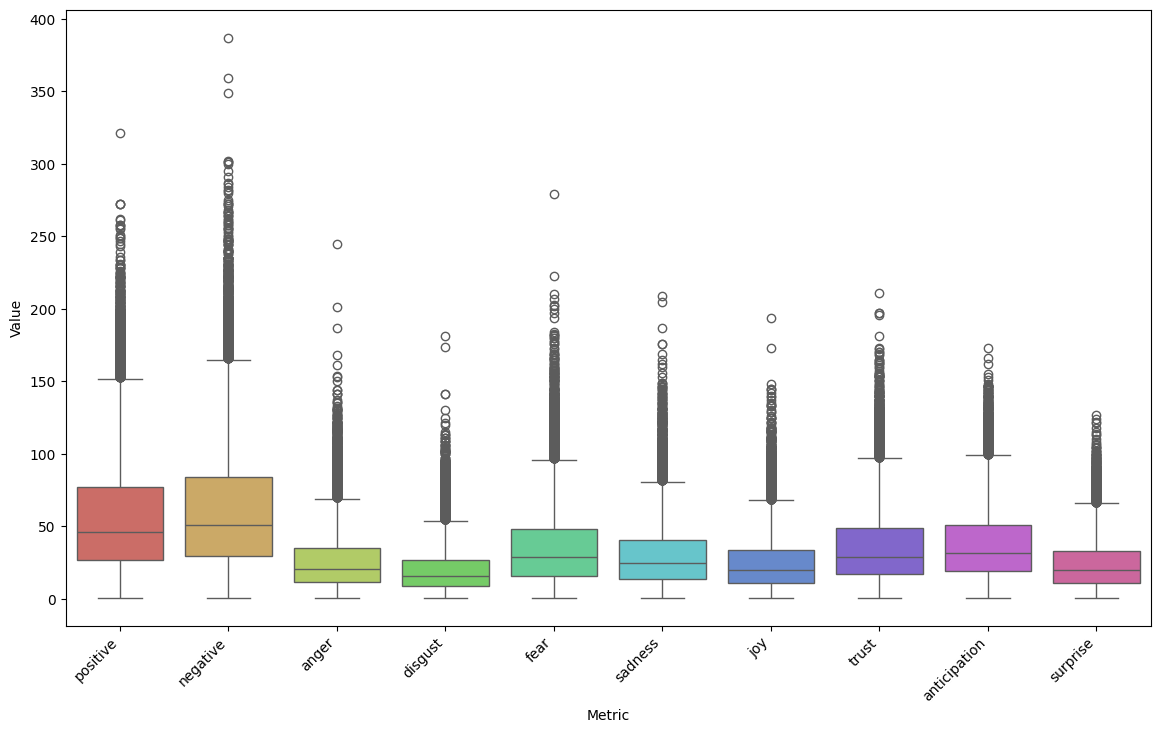 400
350
300
250
200
150
100
50
0
Value
positive
negative
anger
disgust
fear
sadness
joy
trust
anticipation
surprise
Metric